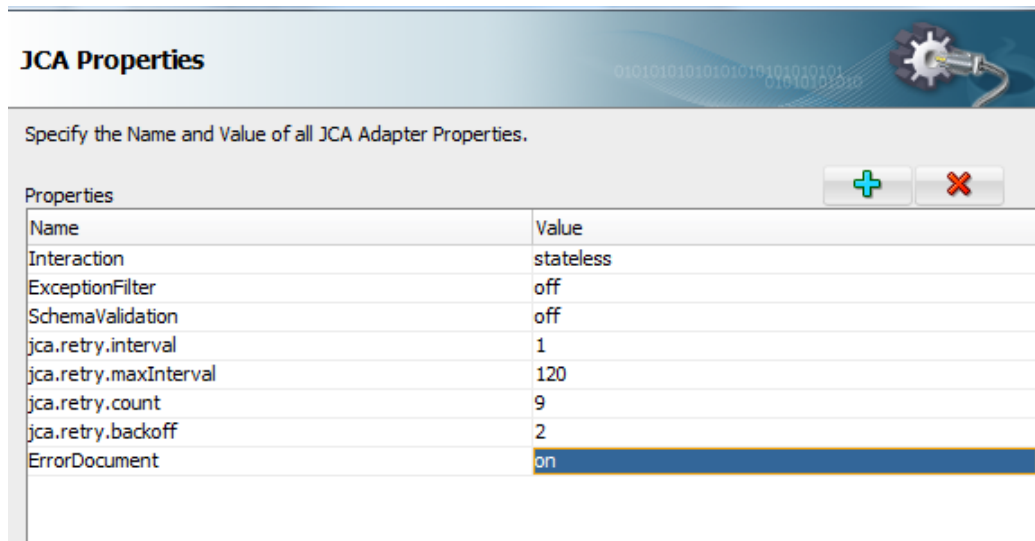 JCA Properties
010101010101010101010101
01010101010
Specify the Name and Value of all JCA Adapter Properties.
Properties
Name Value
Interaction stateless
ExceptionFilter off
SchemaValidation off
jca.retry.interval 1
jca.retry.maxInterval 120
jca.retry.count 9
jca.retry.backoff 2
ErrorDocument on